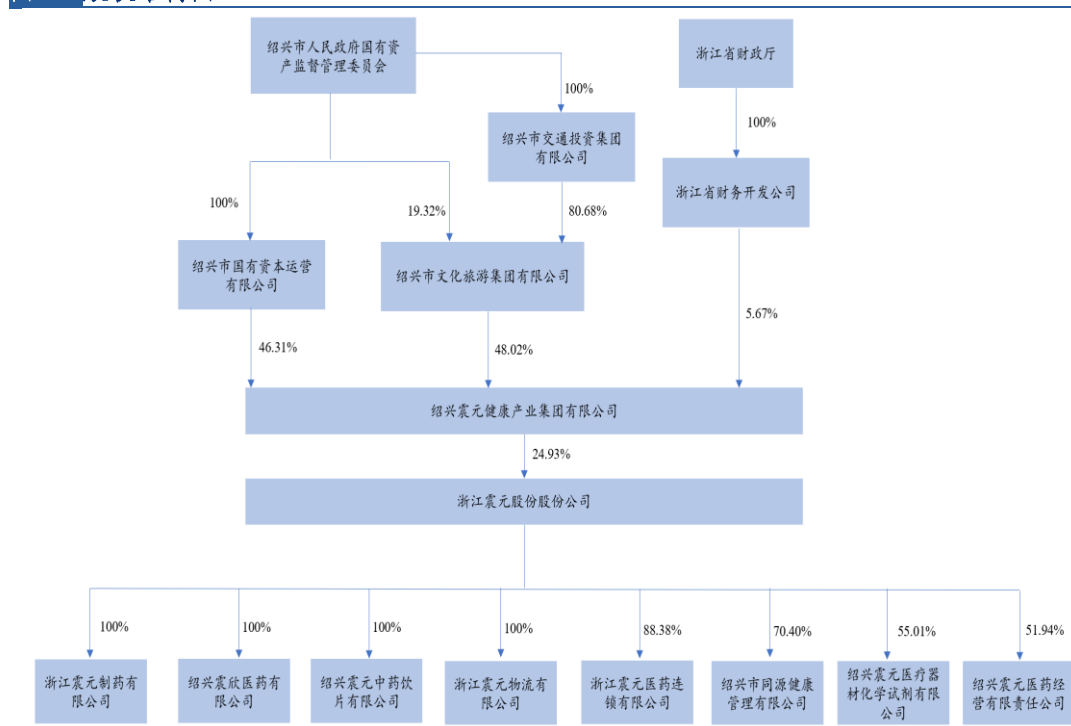 绍兴市人民政府国有资
产监督管理委员会
浙江省财政厅
100%
100%
绍兴市交通投资集团
有限公司
浙江省财务开发公司
100%
19.32%
80.68%
绍兴市国有资本运营
有限公司
绍兴市文化旅游集团有限公司
5.67%
46.31%
48.02%
绍兴震元健康产业集团有限公司
24.93%
浙江震元股份股份公司
100%
100%
100%
100%
88.38%
70.40%
55.01%
51.94%
浙江震元制药有
限公司
绍兴震欣医药有
限公司
绍兴震元中药饮
片有限公司
浙江震元物流有
限公司
浙江震元医药连
锁有限公司
绍兴市同源健康
管理有限公司
绍兴震元医疗器
材化学试剂有限公
司
绍兴震元医药经
营有限责任公司